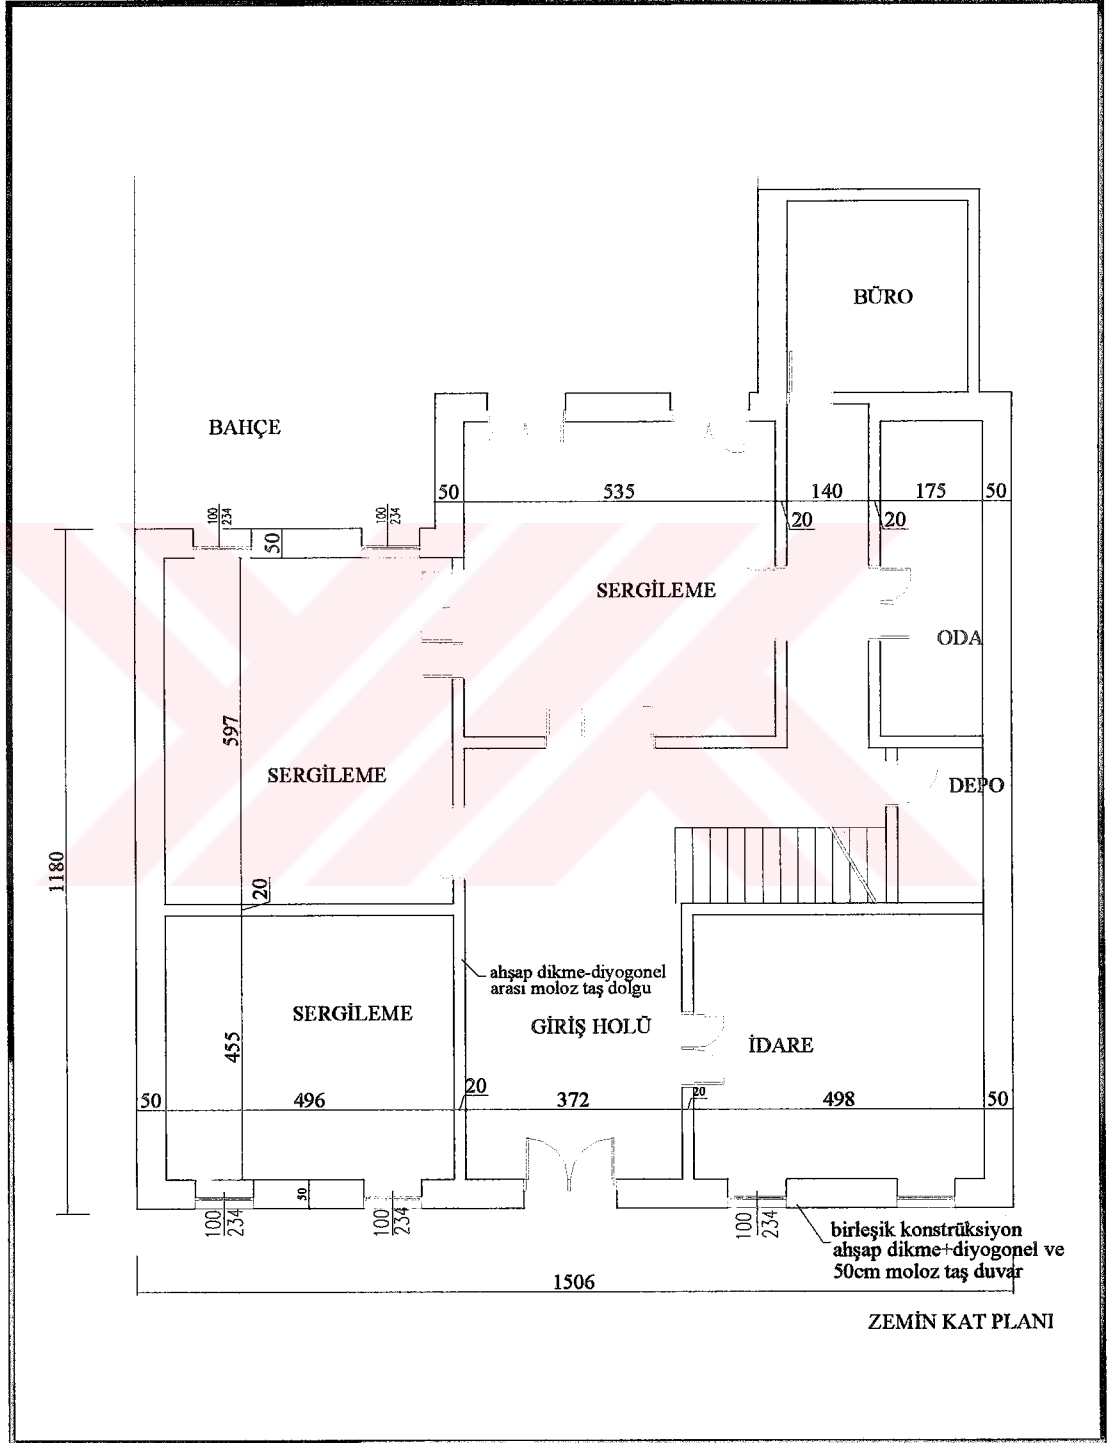 BÜRO
BAHÇE
50
535
140
175
50
100
234
100
234
50
20
20
SERGİLEME
ODA
597
SERGİLEME
DEPO
1180
20
ahşap dikme-diyogonel
arası moloz taş dolgu
SERGİLEME
GİRİŞ HOLÜ
İDARE
455
50
496
20
372
20
498
50
50
100
234
100
234
100
234
birleşik konstrüksiyon
ahşap dikme+diyogonel ve
50cm moloz taş duvar
1506
ZEMİN KAT PLANI